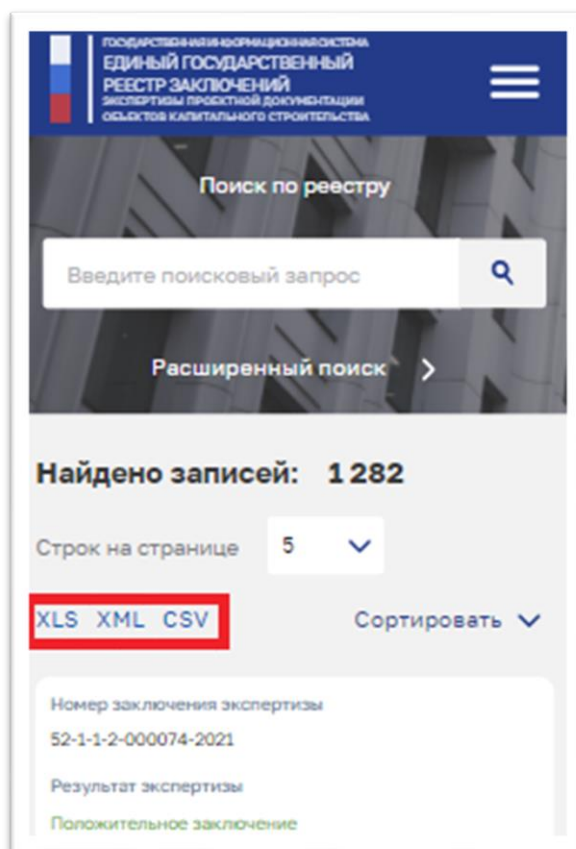 ГОСУДАРСТВЕННАЯ ИНФОРМАЦИОННАЯ СИСТЕМА
ЕДИНЫЙ ГОСУДАРСТВЕННЫЙ
РЕЕСТР ЗАКЛЮЧЕНИЙ
ЭКСПЕРТИЗЫ ПРОЕКТНОЙ ДОКУМЕНТАЦИИ
ОБЪЕКТОВ КАПИТАЛЬНОГО СТРОИТЕЛЬСТВА
Поиск по реестру
Введите поисковый запрос
Расширенный поиск
Найдено записей: 1 282
Строк на странице 5
XLS XML CSV Сортировать
Номер заключения экспертизы
52-1-1-2-000074-2021
Результат экспертизы
Положительное заключение